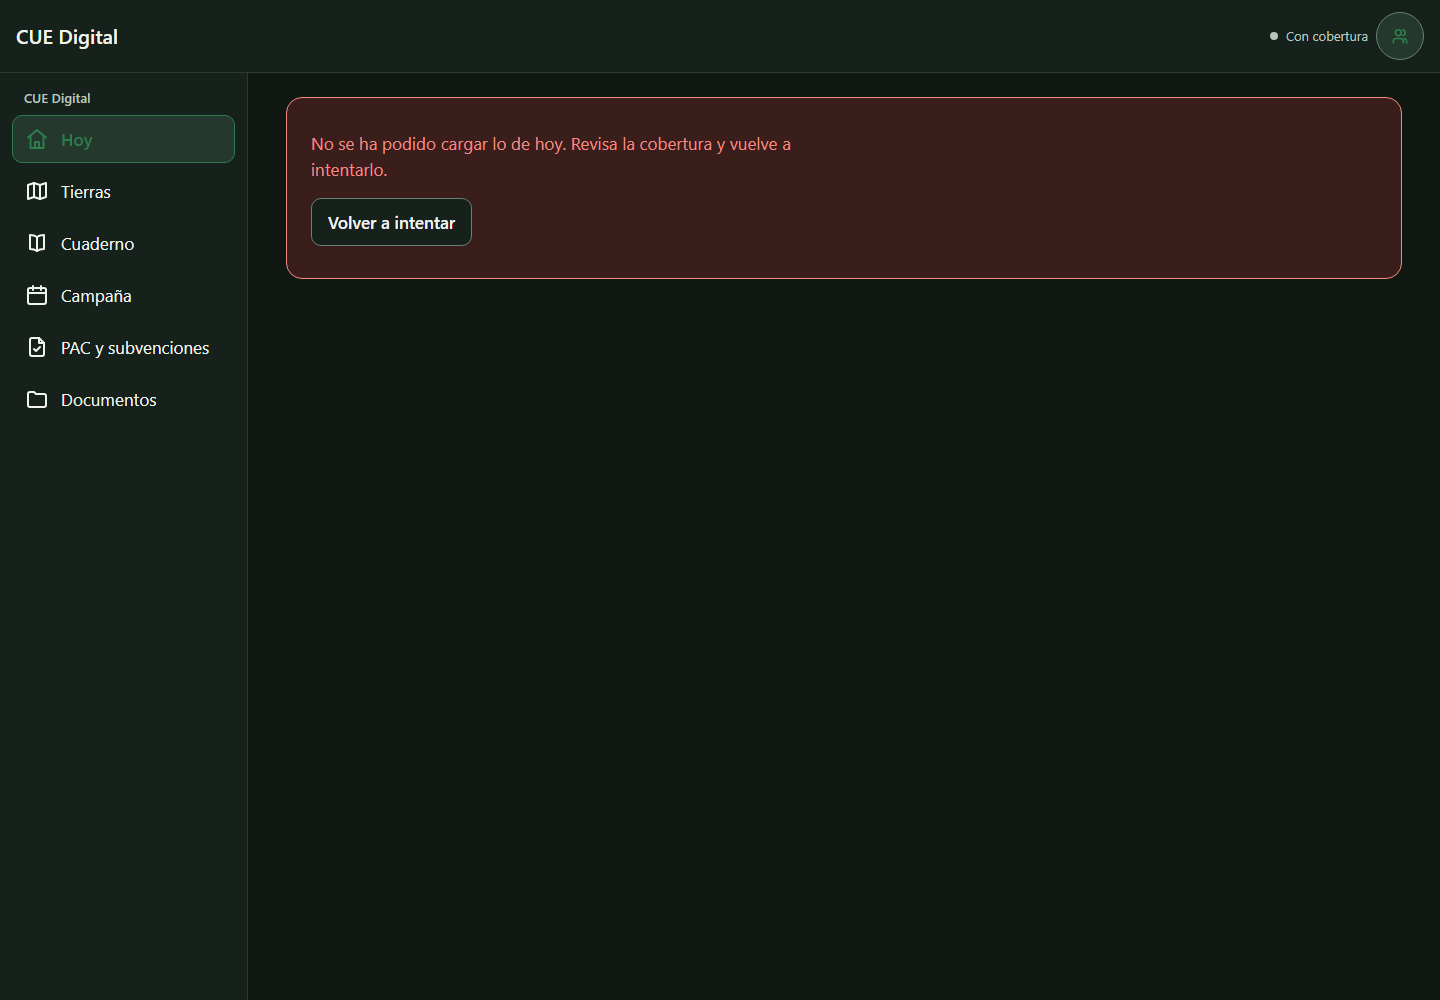 CUE Digital
Con cobertura
CUE Digital
Hoy
Tierras
Cuaderno
Campaña
PAC y subvenciones
Documentos
No se ha podido cargar lo de hoy. Revisa la cobertura y vuelve a
intentarlo.
Volver a intentar